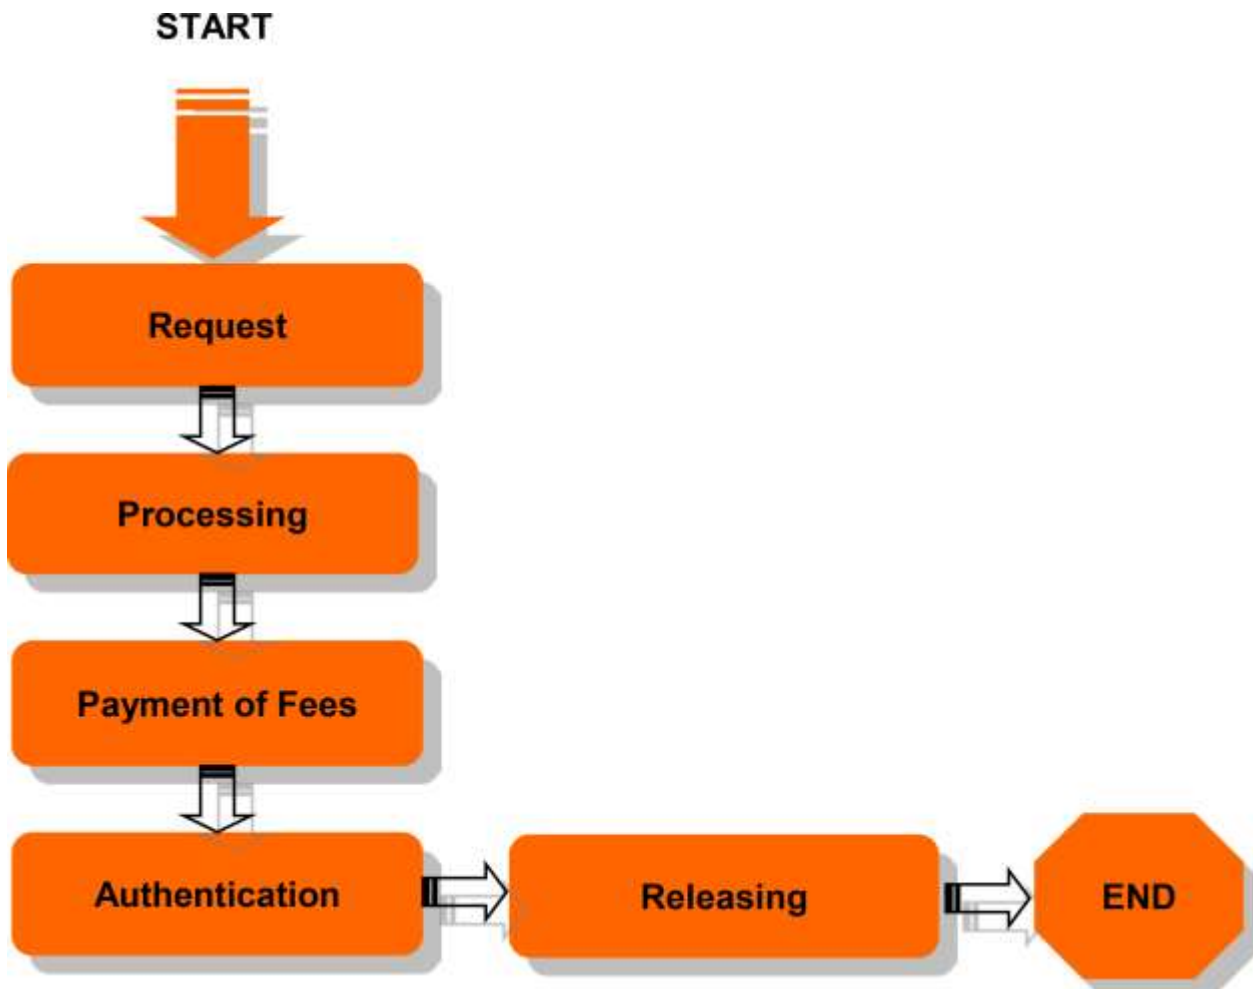 START
Request
Processing
Payment of Fees
Authentication
Releasing
END